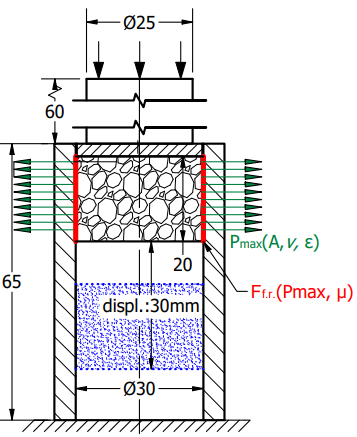 Ø25
60
Pmax(A, ν, ε)
20
Ff.r.(Pmax, μ)
65
displ.:30mm
Ø30